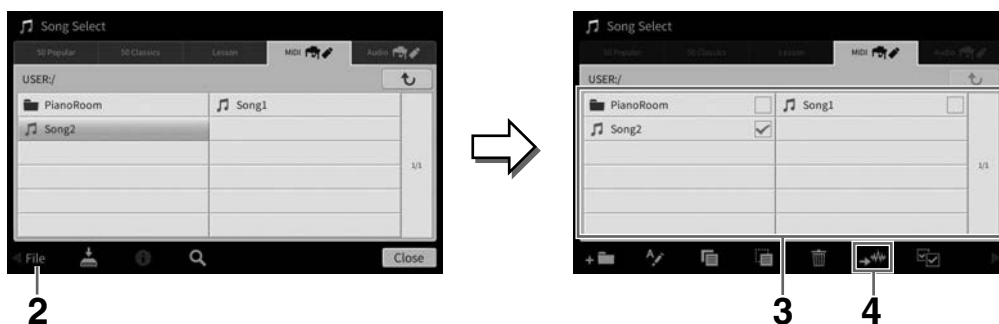 Song Select
50 Popular 50 Classics Lesson MIDI Audio
USER:/
PianoRoom Song1
Song2
1/1
File Close
2
Song Select
50 Popular 50 Classics Lesson MIDI Audio
USER:/
PianoRoom Song1
Song2
1/1
3 4